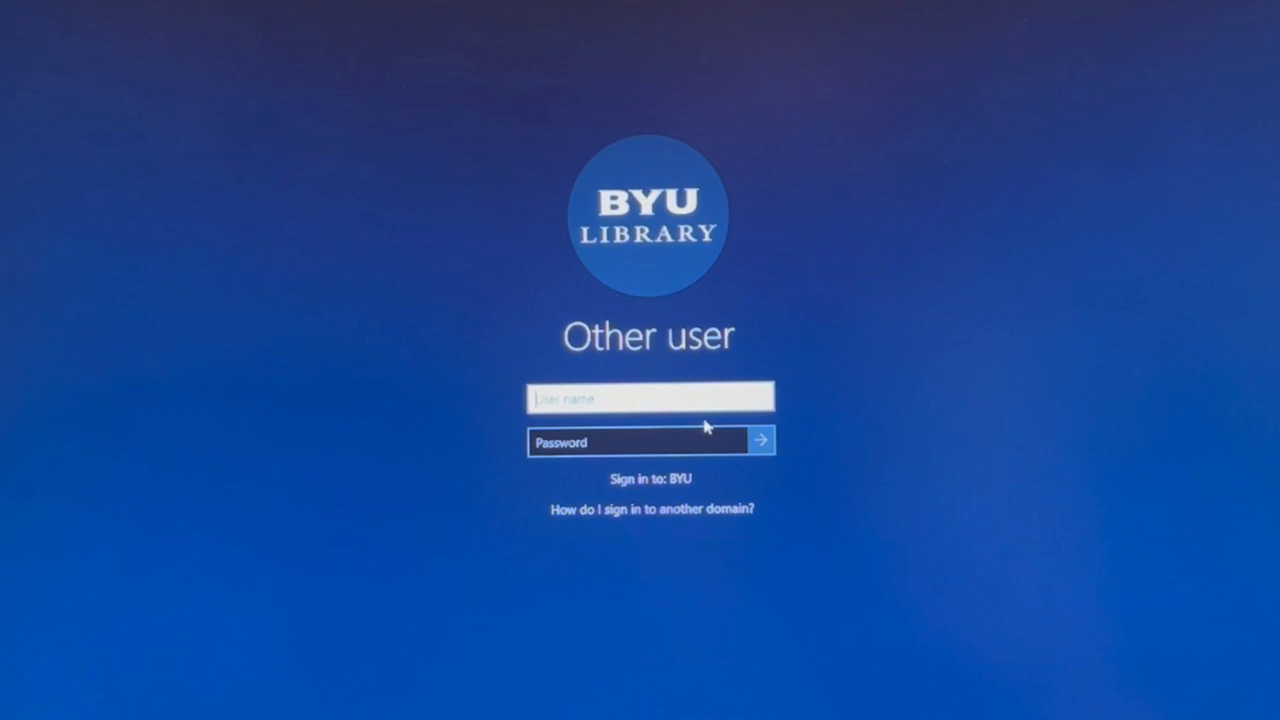 BYU
LIBRARY
Other user
User name
Password
Sign in to: BYU
How do I sign in to another domain?